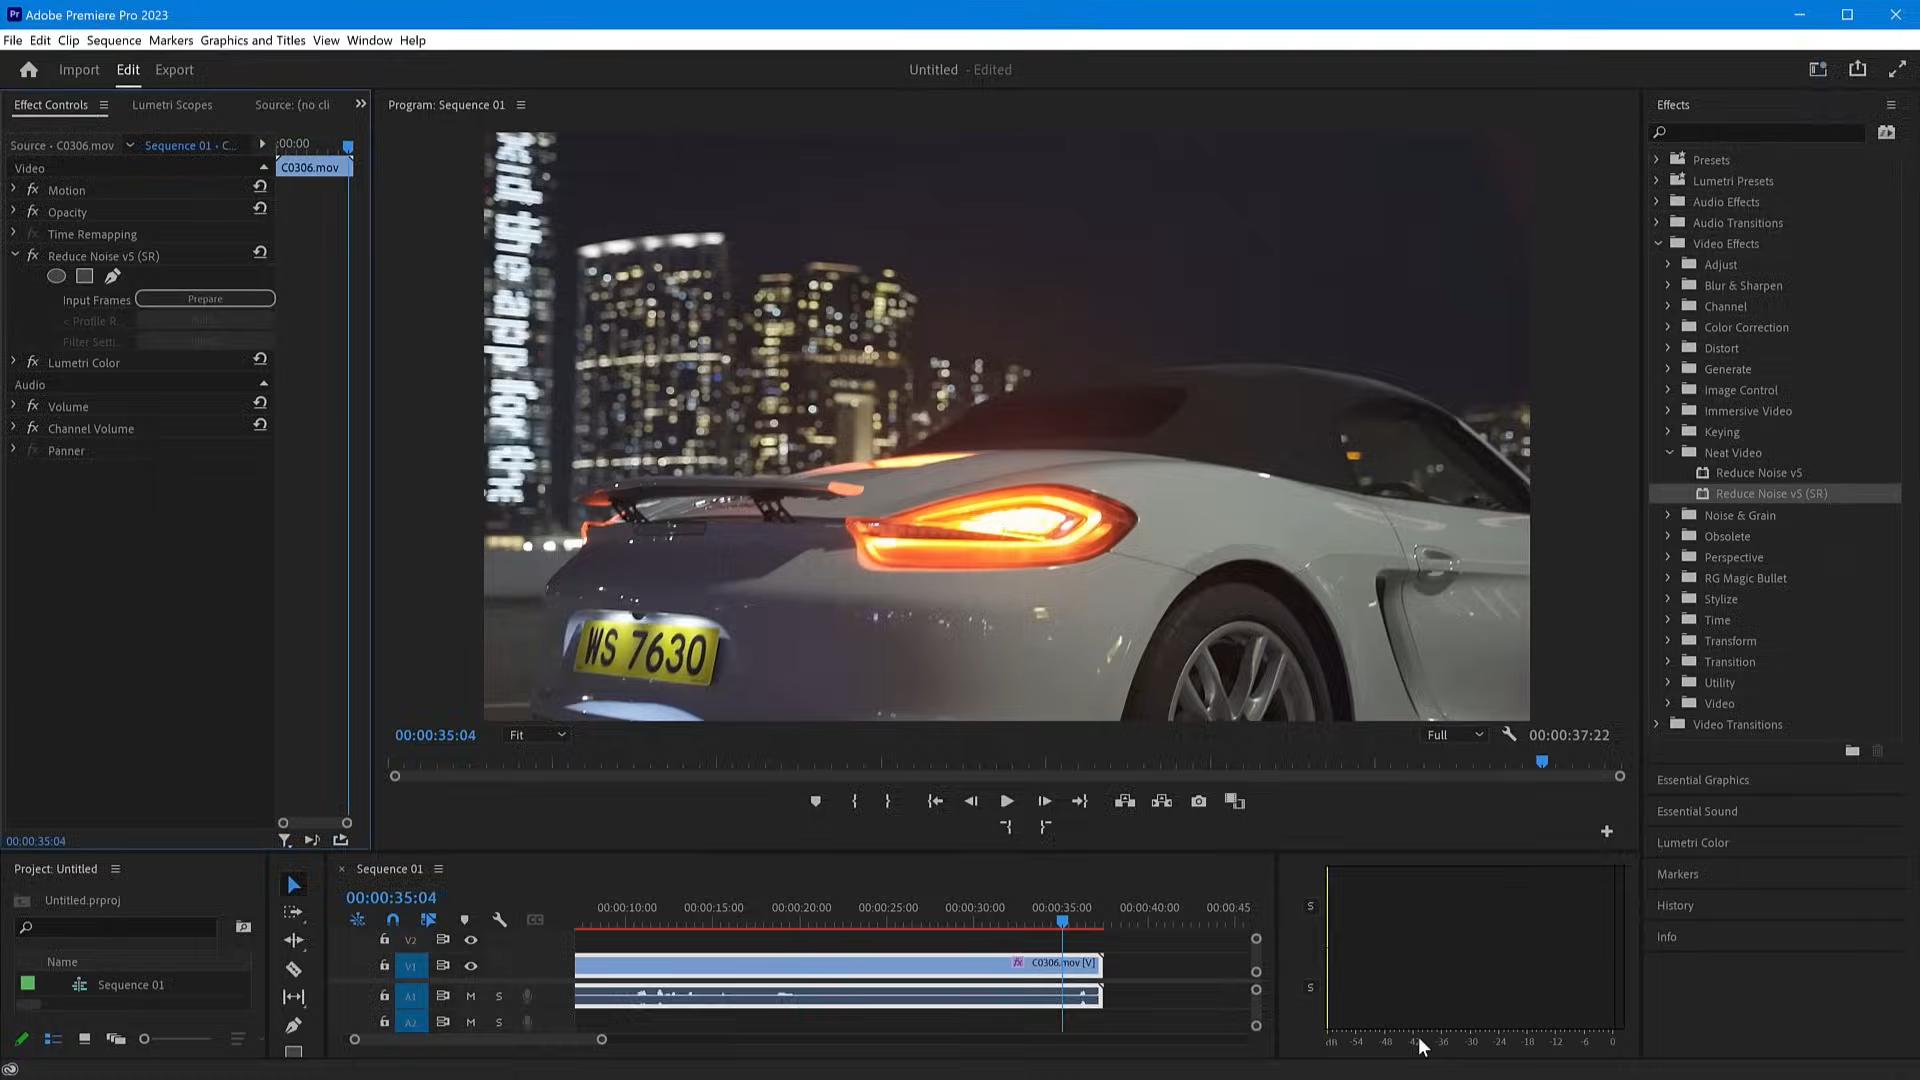 Adobe Premiere Pro 2023
File Edit Clip Sequence Markers Graphics and Titles View Window Help
Import Edit Export
Untitled - Edited
Effect Controls
Lumetri Scopes
Source: (no cli
Source • C0306.mov
Sequence 01 • C...
:00:00
Video
C0306.mov
Motion
Opacity
Time Remapping
Reduce Noise v5 (SR)
Input Frames
Prepare
< Profile R...
Filter Setti...
Lumetri Color
Audio
Volume
Channel Volume
Panner
00:00:35:04
Program: Sequence 01
the app for the
WS 7630
00:00:35:04
Fit
Full
00:00:37:22
Effects
Presets
Lumetri Presets
Audio Effects
Audio Transitions
Video Effects
Adjust
Blur & Sharpen
Channel
Color Correction
Distort
Generate
Image Control
Immersive Video
Keying
Neat Video
Reduce Noise v5
Reduce Noise v5 (SR)
Noise & Grain
Obsolete
Perspective
RG Magic Bullet
Stylize
Time
Transform
Transition
Utility
Video
Video Transitions
Essential Graphics
Essential Sound
Lumetri Color
Markers
History
Info
Project: Untitled
Untitled.prproj
Name
Sequence 01
Sequence 01
00:00:35:04
00:00:10:00 00:00:15:00 00:00:20:00 00:00:25:00 00:00:30:00 00:00:35:00 00:00:40:00 00:00:45
V2
V1
C0306.mov [V]
A1 M S
A2 M S
S
S
dB -54 -48 -42 -36 -30 -24 -18 -12 -6 0